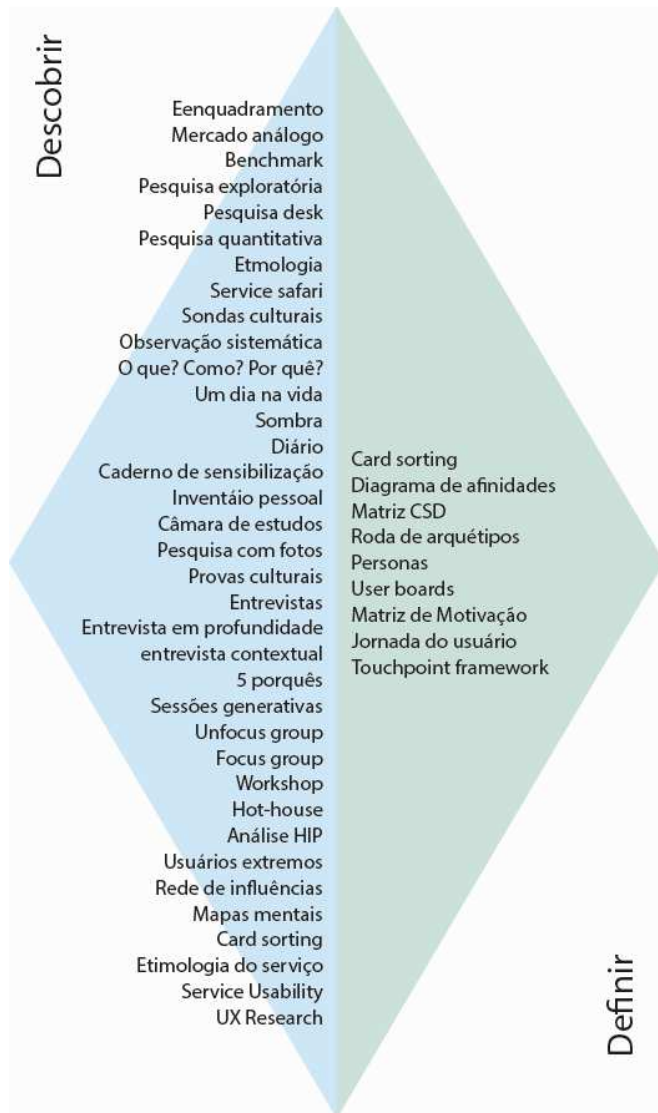 Descobrir
Eenquadramento
Mercado análogo
Benchmark
Pesquisa exploratória
Pesquisa desk
Pesquisa quantitativa
Etmologia
Service safari
Sondas culturais
Observação sistemática
O que? Como? Por quê?
Um dia na vida
Sombra
Diário
Caderno de sensibilização
Inventáio pessoal
Câmara de estudos
Pesquisa com fotos
Provas culturais
Entrevistas
Entrevista em profundidade
entrevista contextual
5 porquês
Sessões generativas
Unfocus group
Focus group
Workshop
Hot-house
Análise HIP
Usuários extremos
Rede de influências
Mapas mentais
Card sorting
Etimologia do serviço
Service Usability
UX Research
Card sorting
Diagrama de afinidades
Matriz CSD
Roda de arquétipos
Personas
User boards
Matriz de Motivação
Jornada do usuário
Touchpoint framework
Definir